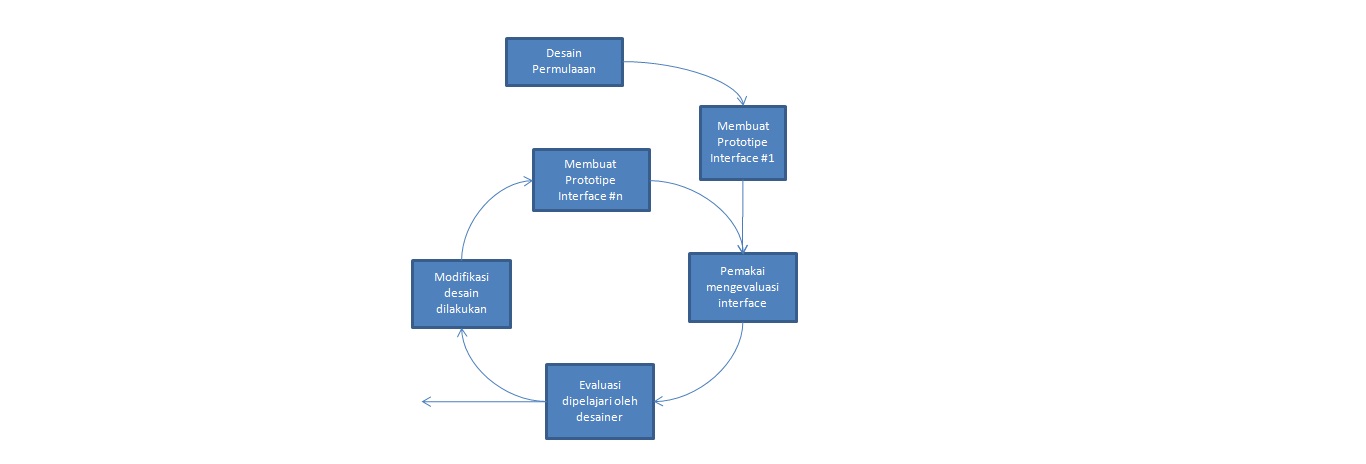 Desain
Permulaaan
Membuat
Prototipe
Interface #1
Membuat
Prototipe
Interface #n
Pemakai
mengevaluasi
interface
Modifikasi
desain
dilakukan
Evaluasi
dipelajari oleh
desainer